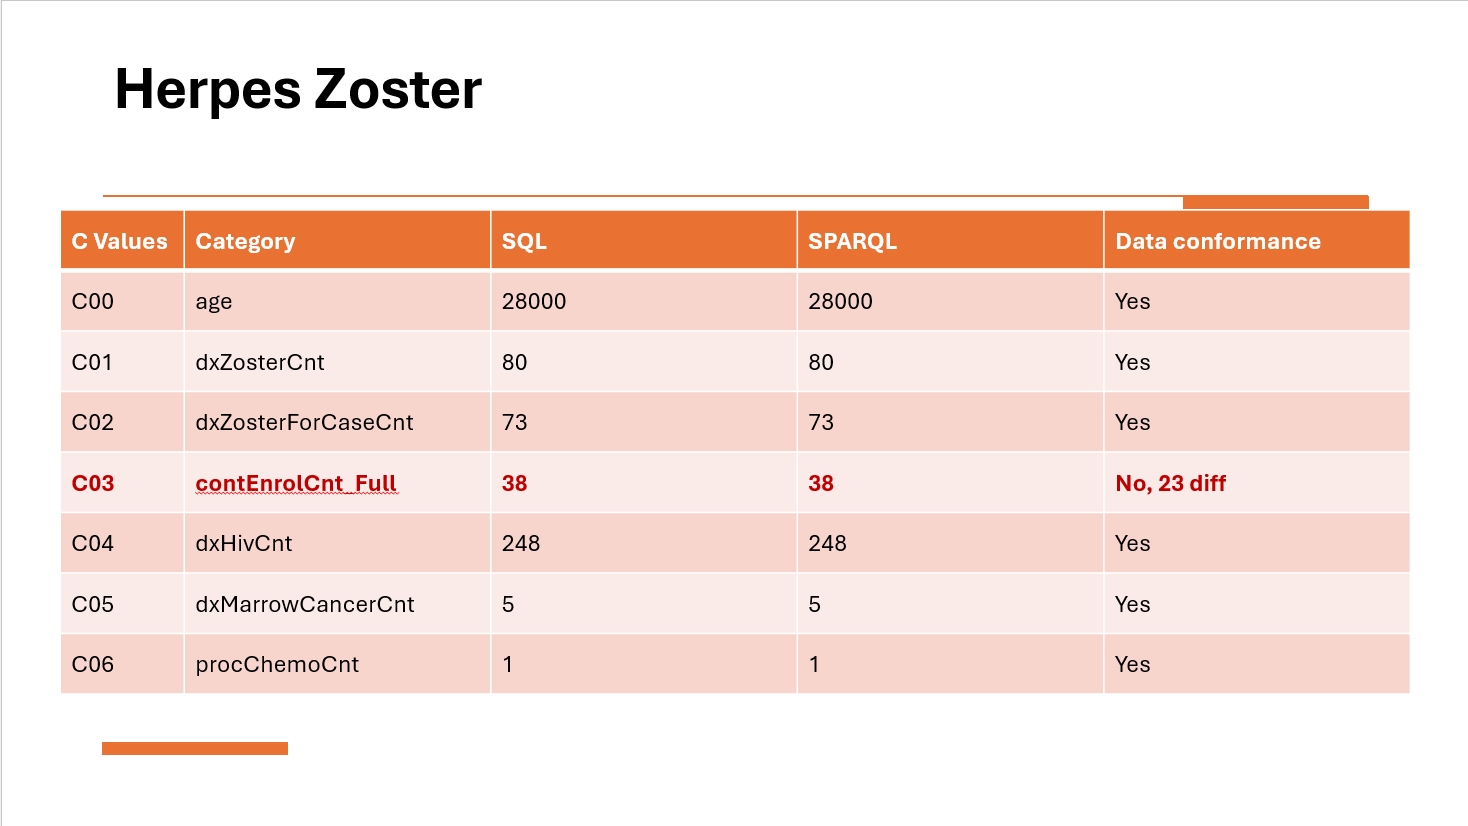 Herpes Zoster
C Values Category SQL SPARQL Data conformance
C00 age 28000 28000 Yes
C01 dxZosterCnt 80 80 Yes
C02 dxZosterForCaseCnt 73 73 Yes
C03 contEnrolCnt_Full 38 38 No, 23 diff
C04 dxHivCnt 248 248 Yes
C05 dxMarrowCancerCnt 5 5 Yes
C06 procChemoCnt 1 1 Yes